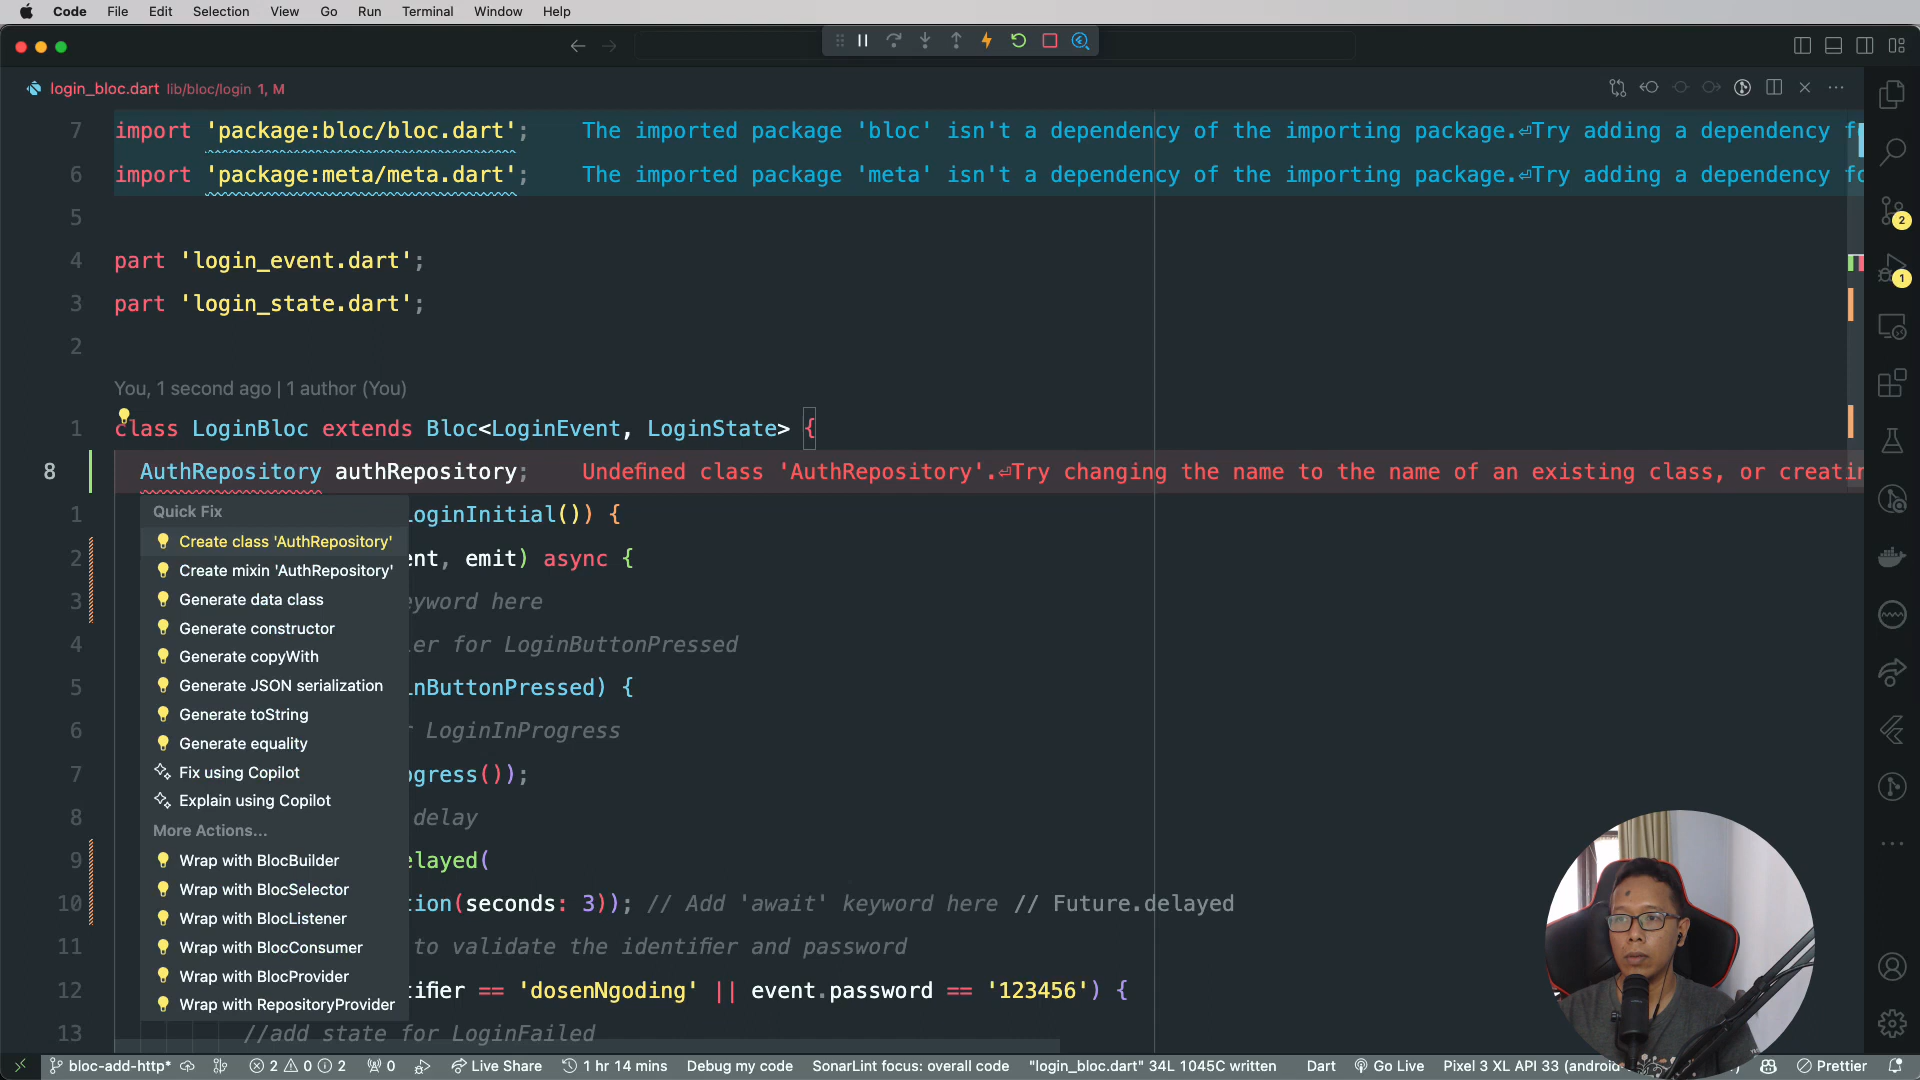 Code File Edit Selection View Go Run Terminal Window Help
login_bloc.dart lib/bloc/login 1, M
7 import 'package:bloc/bloc.dart'; The imported package 'bloc' isn't a dependency of the importing package.⏎Try adding a dependency f
6 import 'package:meta/meta.dart'; The imported package 'meta' isn't a dependency of the importing package.⏎Try adding a dependency fo
5
4 part 'login_event.dart';
3 part 'login_state.dart';
2
You, 1 second ago | 1 author (You)
1 class LoginBloc extends Bloc<LoginEvent, LoginState> {
8 AuthRepository authRepository; Undefined class 'AuthRepository'.⏎Try changing the name to the name of an existing class, or creatin
Quick Fix
1 oginInitial()) {
Create class 'AuthRepository'
2 ent, emit) async {
Create mixin 'AuthRepository'
3 eyword here
Generate data class
Generate constructor
4 er for LoginButtonPressed
Generate copyWith
5 nButtonPressed) {
Generate JSON serialization
Generate toString
6 LoginInProgress
Generate equality
7 ogress());
Fix using Copilot
Explain using Copilot
8 delay
More Actions...
9 elayed(
Wrap with BlocBuilder
Wrap with BlocSelector
10 tion(seconds: 3)); // Add 'await' keyword here // Future.delayed
Wrap with BlocListener
11 to validate the identifier and password
Wrap with BlocConsumer
Wrap with BlocProvider
12 tifier == 'dosenNgoding' || event.password == '123456') {
Wrap with RepositoryProvider
13 //add state for LoginFailed
2
1
bloc-add-http* 2 0 2 0 Live Share 1 hr 14 mins Debug my code SonarLint focus: overall code "login_bloc.dart" 34L 1045C written Dart Go Live Pixel 3 XL API 33 (android- Prettier